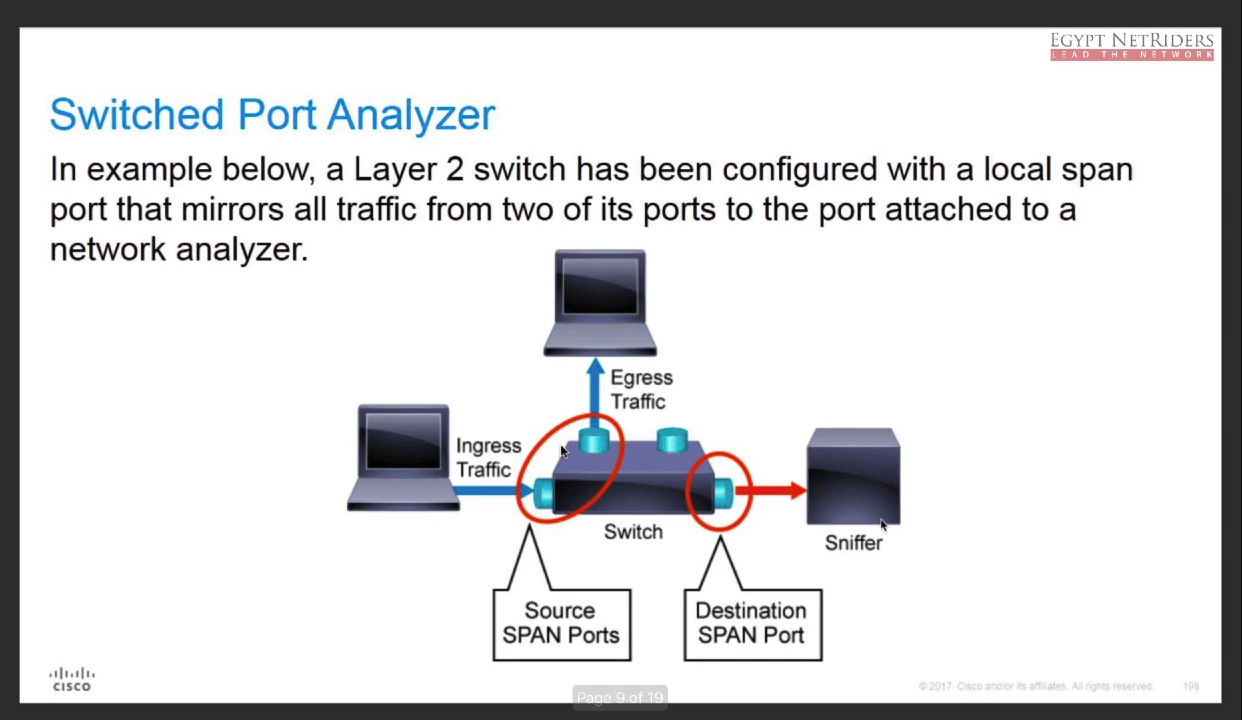 EGYPT NETRIDERS
LEAD THE NETWORK
Switched Port Analyzer
In example below, a Layer 2 switch has been configured with a local span
port that mirrors all traffic from two of its ports to the port attached to a
network analyzer.
Egress
Traffic
Ingress
Traffic
Switch
Sniffer
Source
SPAN Ports
Destination
SPAN Port
CISCO
Page 9 of 19
© 2017 Cisco and/or its affiliates. All rights reserved.
198